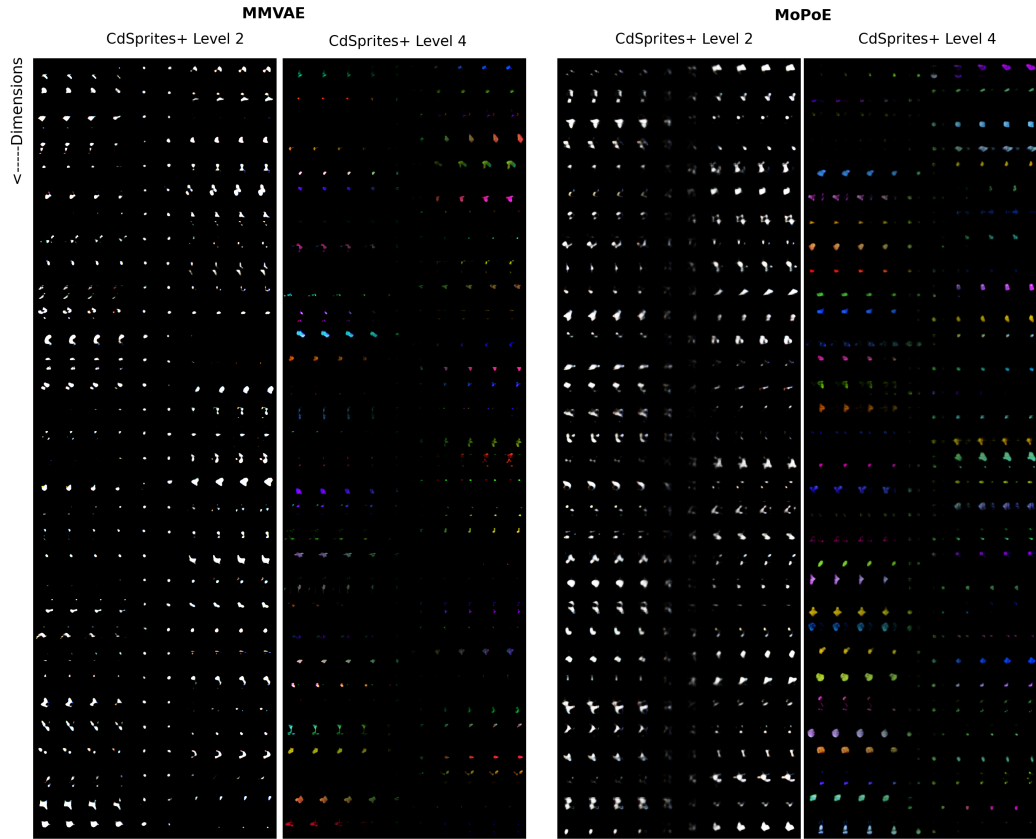 MMVAE
MoPoE
CdSprites+ Level 2
CdSprites+ Level 4
CdSprites+ Level 2
CdSprites+ Level 4
<-----Dimensions